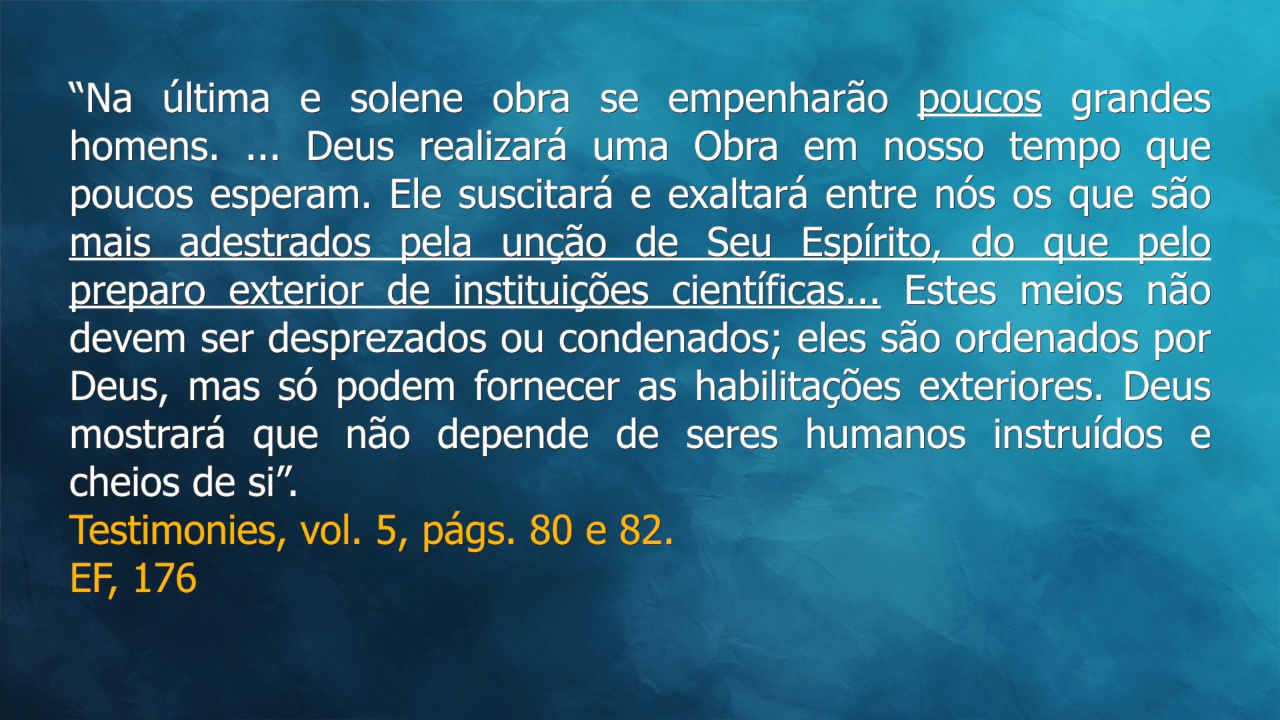 “Na última e solene obra se empenharão poucos grandes
homens. ... Deus realizará uma Obra em nosso tempo que
poucos esperam. Ele suscitará e exaltará entre nós os que são
mais adestrados pela unção de Seu Espírito, do que pelo
preparo exterior de instituições científicas... Estes meios não
devem ser desprezados ou condenados; eles são ordenados por
Deus, mas só podem fornecer as habilitações exteriores. Deus
mostrará que não depende de seres humanos instruídos e
cheios de si”.
Testimonies, vol. 5, págs. 80 e 82.
EF, 176